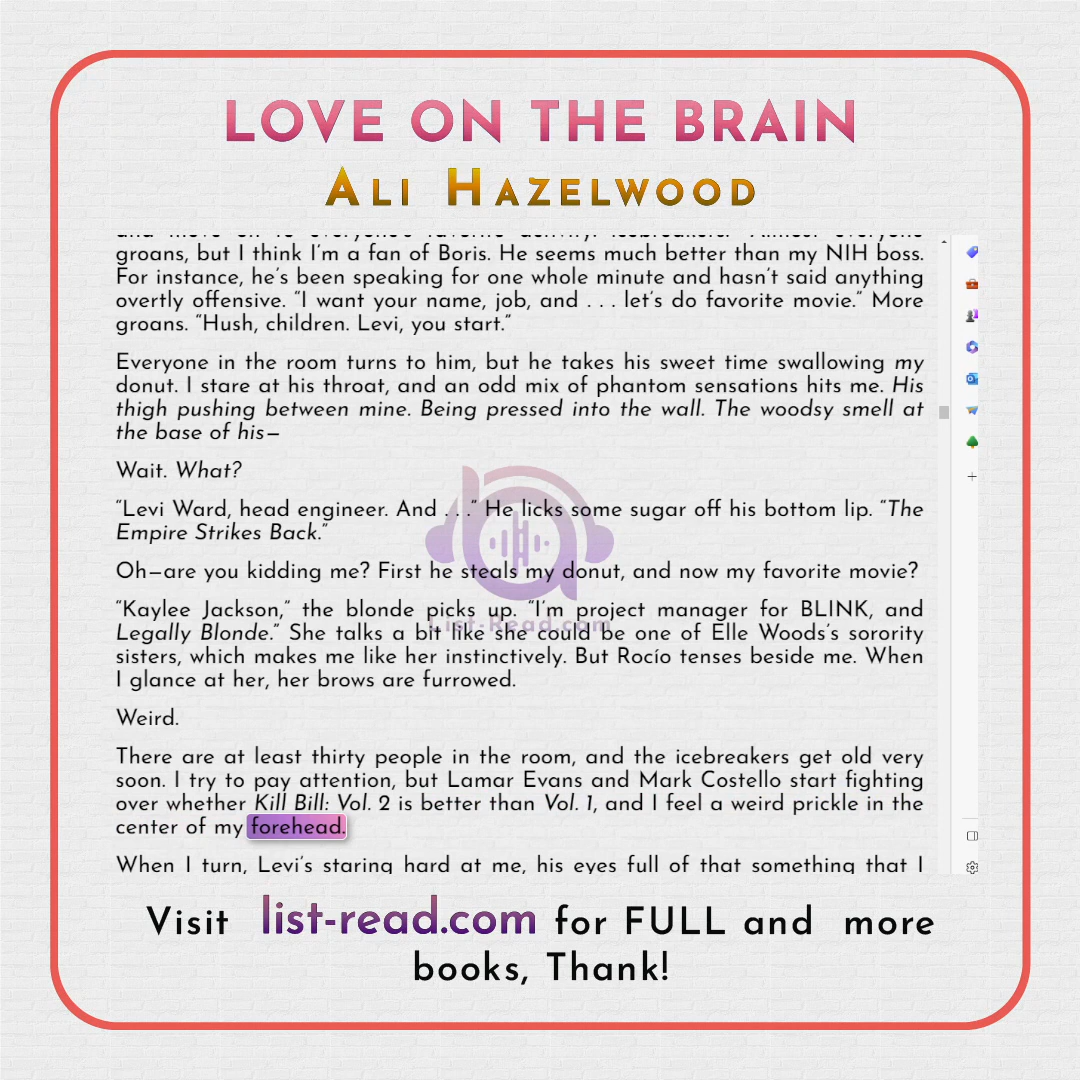 LOVE ON THE BRAIN
ALI HAZELWOOD
groans, but I think I'm a fan of Boris. He seems much better than my NIH boss.
For instance, he's been speaking for one whole minute and hasn't said anything
overtly offensive. “I want your name, job, and . . . let's do favorite movie.” More
groans. “Hush, children. Levi, you start.”
Everyone in the room turns to him, but he takes his sweet time swallowing my
donut. I stare at his throat, and an odd mix of phantom sensations hits me. His
thigh pushing between mine. Being pressed into the wall. The woodsy smell at
the base of his—
Wait. What?
“Levi Ward, head engineer. And . . .” He licks some sugar off his bottom lip. “The
Empire Strikes Back.”
Oh—are you kidding me? First he steals my donut, and now my favorite movie?
“Kaylee Jackson,” the blonde picks up. “I'm project manager for BLINK, and
List-Read.com
Legally Blonde.” She talks a bit like she could be one of Elle Woods's sorority
sisters, which makes me like her instinctively. But Rocío tenses beside me. When
I glance at her, her brows are furrowed.
Weird.
There are at least thirty people in the room, and the icebreakers get old very
soon. I try to pay attention, but Lamar Evans and Mark Costello start fighting
over whether Kill Bill: Vol. 2 is better than Vol. 1, and I feel a weird prickle in the
center of my forehead.
When I turn, Levi's staring hard at me, his eyes full of that something that I
Visit list-read.com for FULL and more
books, Thank!